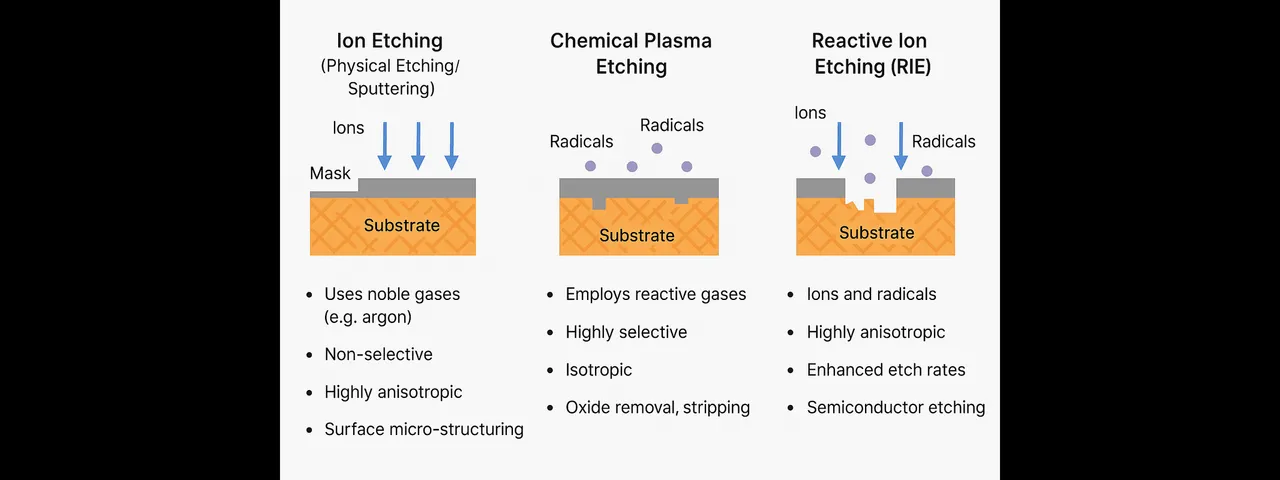 Ion Etching
(Physical Etching/
Sputtering)
Ions
Mask
Substrate
• Uses noble gases
(e.g. argon)
• Non-selective
• Highly anisotropic
• Surface micro-structuring
Chemical Plasma
Etching
Radicals
Radicals
Substrate
• Employs reactive gases
• Highly selective
• Isotropic
• Oxide removal, stripping
Reactive Ion
Etching (RIE)
Ions
Radicals
Substrate
• Ions and radicals
• Highly anisotropic
• Enhanced etch rates
• Semiconductor etching